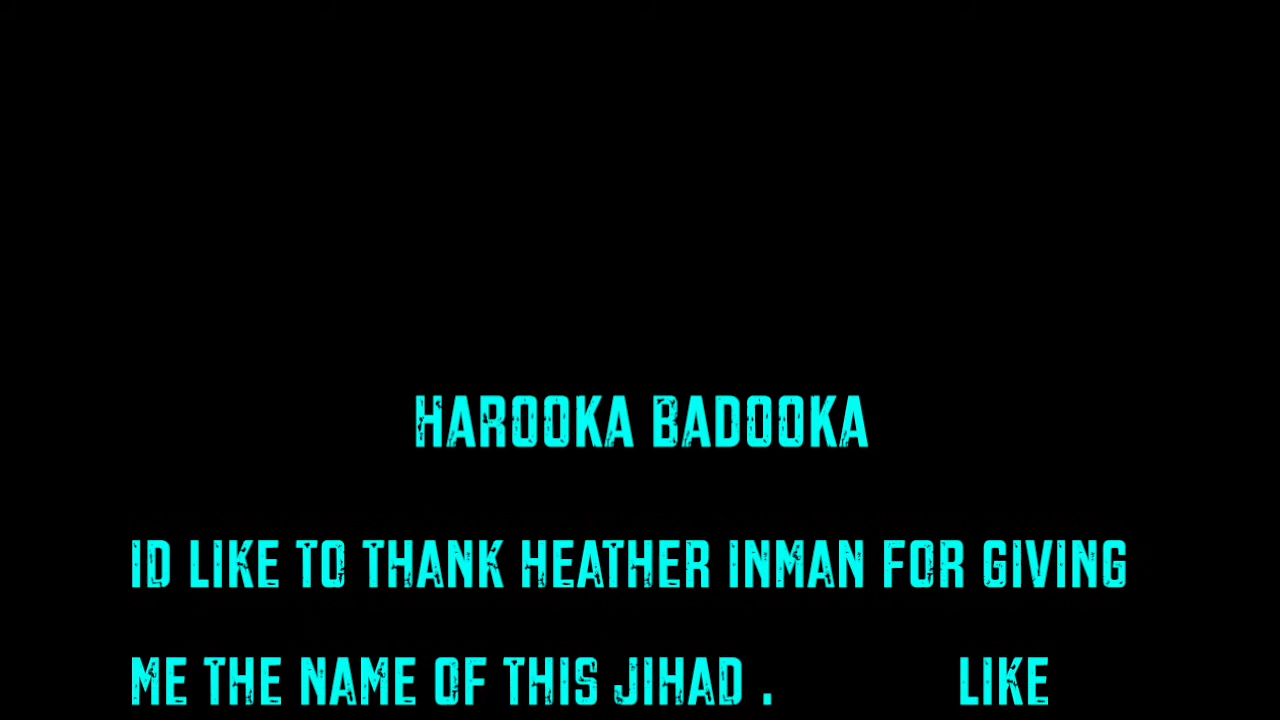 HAROOKA BADOOKA
ID LIKE TO THANK HEATHER INMAN FOR GIVING
ME THE NAME OF THIS JIHAD . LIKE